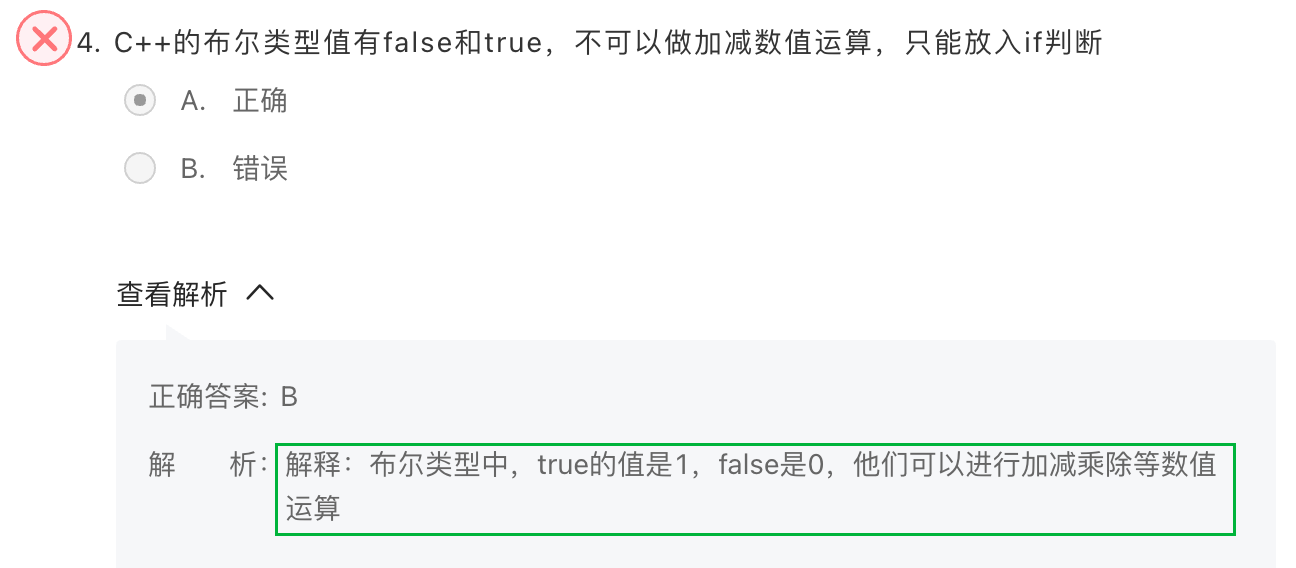 4. C++的布尔类型值有false和true，不可以做加减数值运算，只能放入if判断
A. 正确
B. 错误
查看解析
正确答案: B
解 析: 解释：布尔类型中，true的值是1，false是0，他们可以进行加减乘除等数值
运算